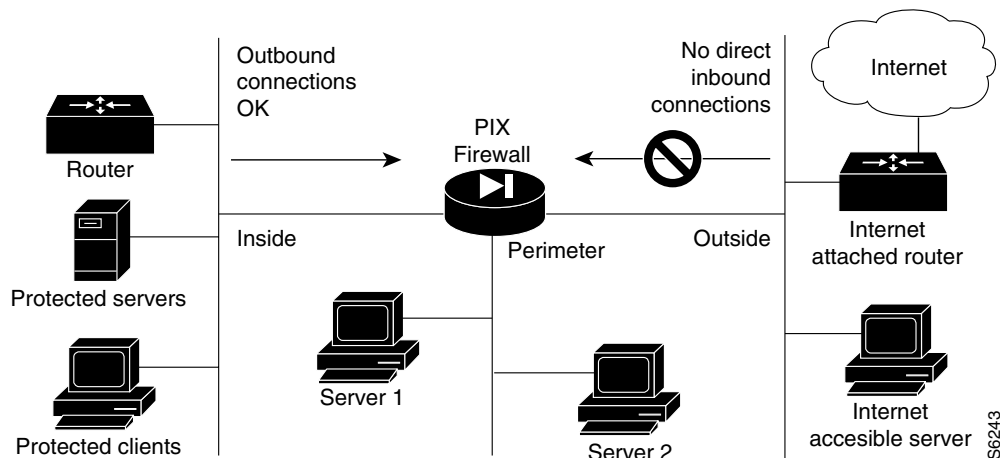 Outbound
connections
OK
No direct
inbound
connections
Internet
PIX
Firewall
Router
Inside
Perimeter
Outside
Internet
attached router
Protected servers
Server 1
Server 2
Protected clients
Internet
accesible server
S6243